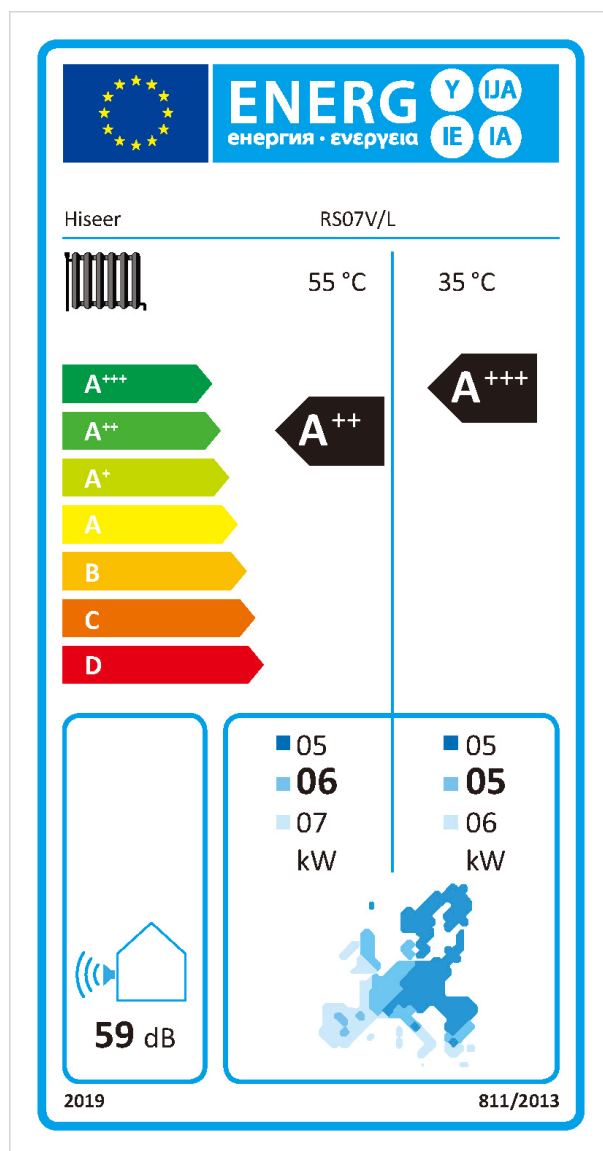 ENERG Y IJA
енергия · ενεργεια IE IA
Hiseer RS07V/L
55 °C 35 °C
A+++ A+++
A++ A++
A+
A
B
C
D
05 05
06 05
07 06
kW kW
59 dB
2019 811/2013